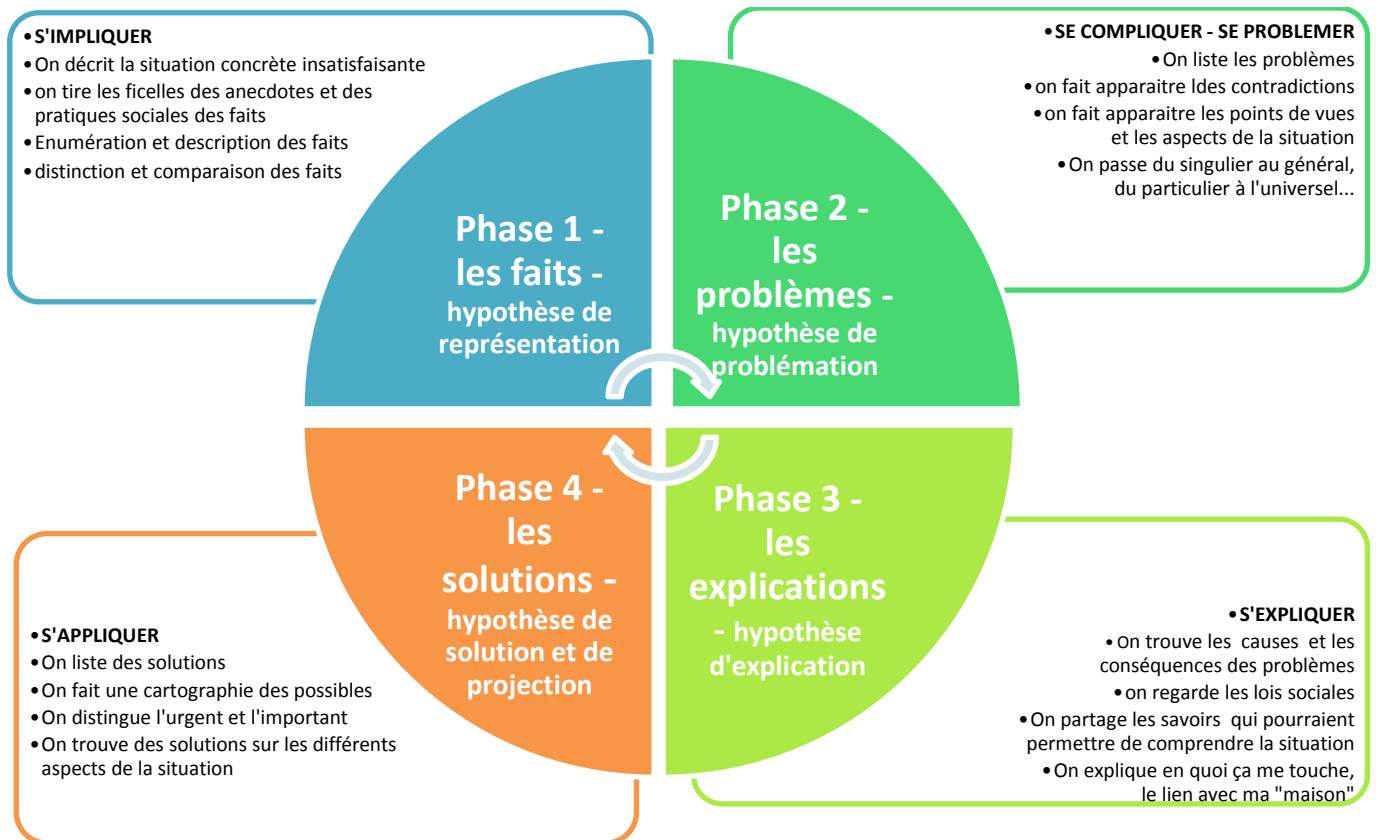 •S'IMPLIQUER
•On décrit la situation concrète insatisfaisante
•on tire les ficelles des anecdotes et des
pratiques sociales des faits
•Enumération et description des faits
•distinction et comparaison des faits
•SE COMPLIQUER - SE PROBLEMER
•On liste les problèmes
•on fait apparaitre ldes contradictions
•on fait apparaitre les points de vues
et les aspects de la situation
•On passe du singulier au général,
du particulier à l'universel...
Phase 1 -
les faits -
hypothèse de
représentation
Phase 2 -
les
problèmes -
hypothèse de
problémation
Phase 4 -
les
solutions -
hypothèse de
solution et de
projection
Phase 3 -
les
explications
- hypothèse
d'explication
•S'APPLIQUER
•On liste des solutions
•On fait une cartographie des possibles
•On distingue l'urgent et l'important
•On trouve des solutions sur les différents
aspects de la situation
•S'EXPLIQUER
•On trouve les causes et les
conséquences des problèmes
•on regarde les lois sociales
•On partage les savoirs qui pourraient
permettre de comprendre la situation
•On explique en quoi ça me touche,
le lien avec ma "maison"